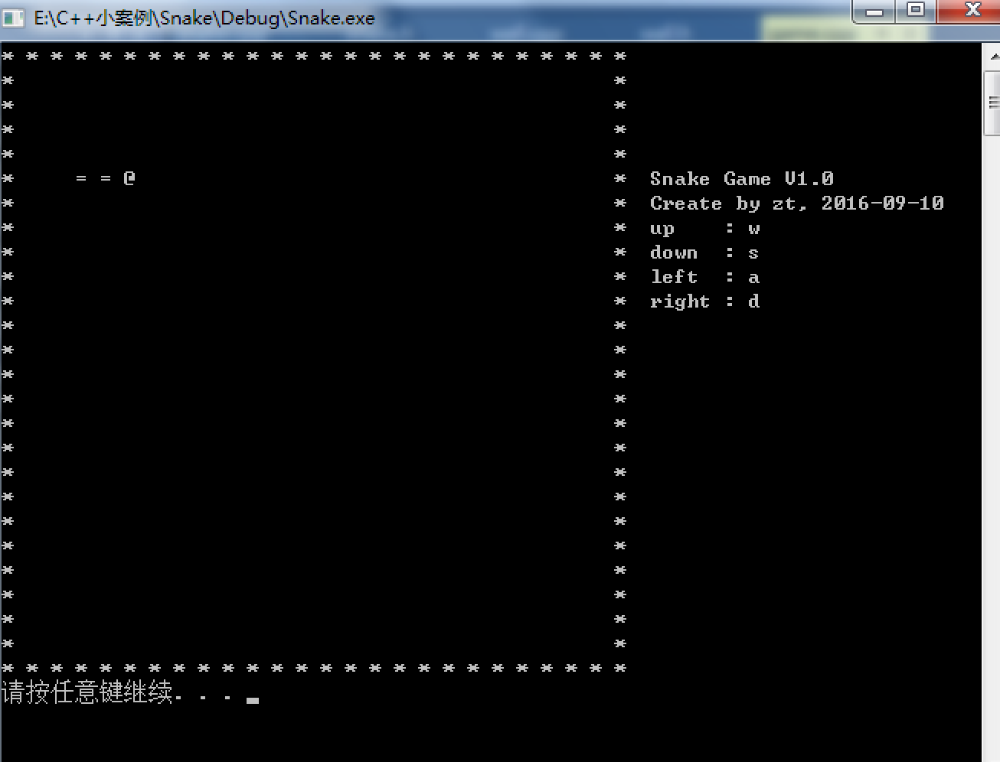 E:\C++小案例\Snake\Debug\Snake.exe
* * * * * * * * * * * * * * * * * * * * * * * * * *
*                                                 *
*                                                 *
*                                                 *
*                                                 *
*     = = @                                       *  Snake Game V1.0
*                                                 *  Create by zt, 2016-09-10
*                                                 *  up    : w
*                                                 *  down  : s
*                                                 *  left  : a
*                                                 *  right : d
*                                                 *
*                                                 *
*                                                 *
*                                                 *
*                                                 *
*                                                 *
*                                                 *
*                                                 *
*                                                 *
*                                                 *
*                                                 *
*                                                 *
*                                                 *
*                                                 *
* * * * * * * * * * * * * * * * * * * * * * * * * *
请按任意键继续. . . _